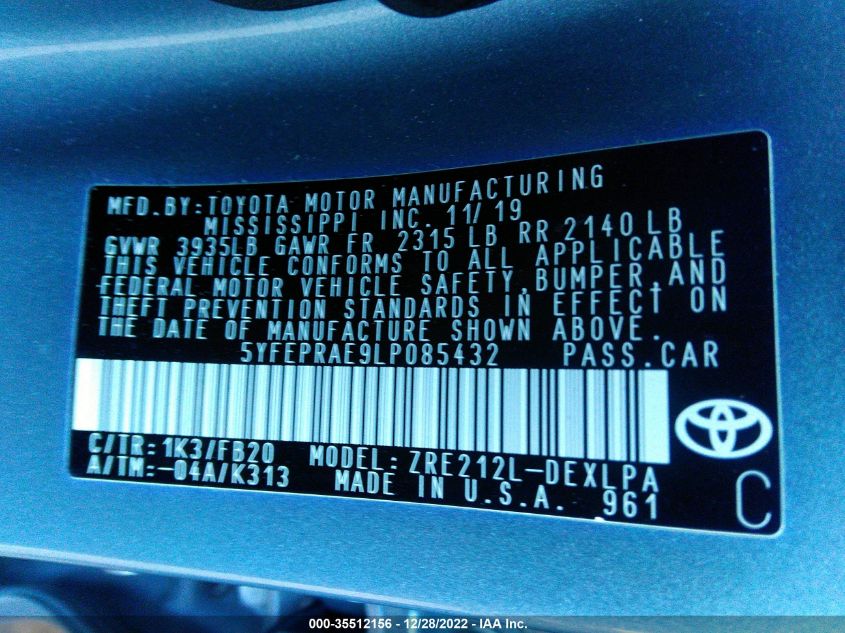 MFD.BY:TOYOTA MOTOR MANUFACTURING
MISSISSIPPI INC. 11/19
GVWR 3935LB GAWR FR 2315 LB RR 2140 LB
THIS VEHICLE CONFORMS TO ALL APPLICABLE
FEDERAL MOTOR VEHICLE SAFETY,BUMPER,AND
THEFT PREVENTION STANDARDS IN EFFECT ON
THE DATE OF MANUFACTURE SHOWN ABOVE.
5YFEPRAE9LP085432 PASS.CAR
C/TR:1K3/FB20 MODEL:ZRE212L-DEXLPA
A/TM:-04A/K313 MADE IN U.S.A. 961
C
000-35512156 - 12/28/2022 - IAA Inc.